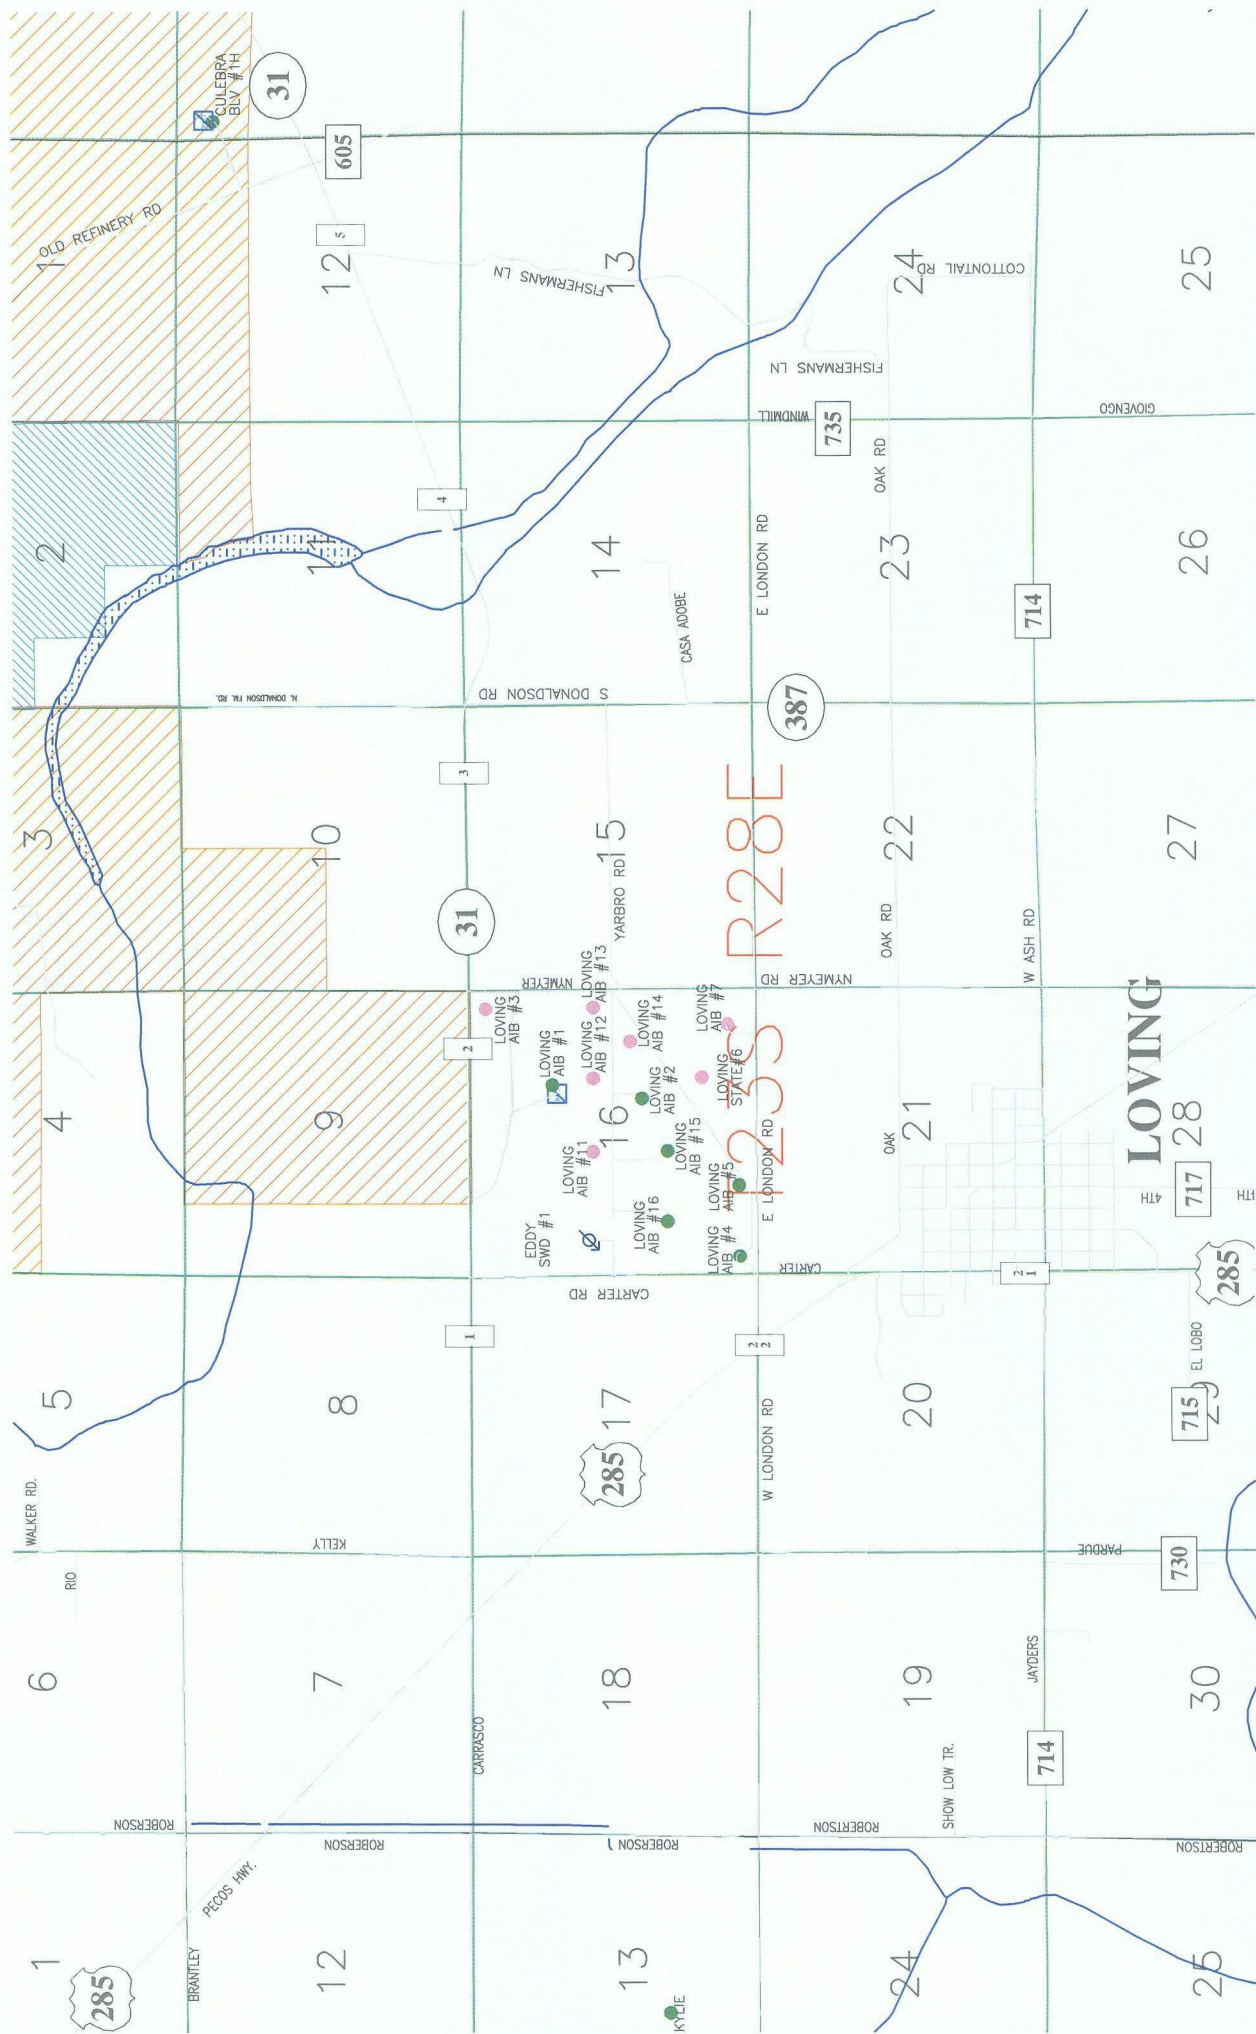 1
285
BRANTLEY
PECOS HWY.
ROBERSON
6
RIO
WALKER RD.
5
4
3
2
1
OLD REFINERY RD
CULEBRA
BLV #1H
31
605
12
ROBERSON
7
KELLY
8
9
10
N. DONALDSON FM. RD.
11
12
5
CARRASCO
1
2
31
3
4
FISHERMANS LN
13
KYLIE
ROBERSON
18
17
285
CARTER RD
EDDY
SWD #1
LOVING
AIB #11
LOVING
AIB #1
LOVING
AIB #3
NYMEYER
LOVING
AIB #12
LOVING
AIB #13
16
LOVING
AIB #16
LOVING
AIB #15
LOVING
AIB #2
LOVING
AIB #14
LOVING
AIB #4
LOVING
AIB #5
LOVING
STATE#6
LOVING
AIB #7
YARBRO RD
15
S DONALDSON RD
14
CASA ADOBE
13
T23S R28E
W LONDON RD
2 2
E LONDON RD
CARTER
NYMEYER RD
387
E LONDON RD
WINDMILL
735
FISHERMANS LN
24
ROBERTSON
19
SHOW LOW TR.
20
OAK
21
OAK RD
22
23
OAK RD
24
COTTONTAIL RD
714
JAYDERS
PARDUE
2 1
W ASH RD
714
25
ROBERTSON
30
730
715
29
EL LOBO
285
717
4TH
28
LOVING
27
26
GIOVENGO
25